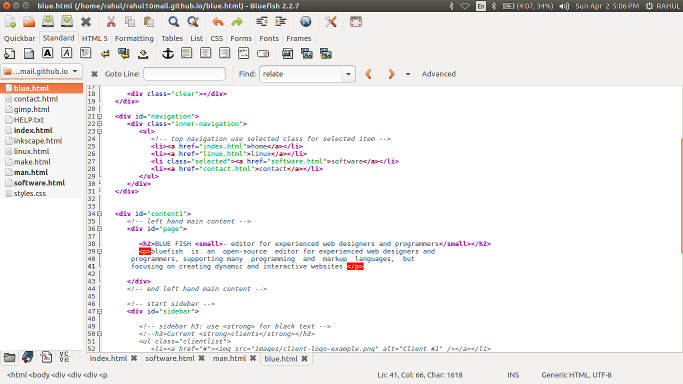 blue.html (/home/rahul/rahul10mail.github.io/blue.html) - Bluefish 2.2.7
En
(4:07, 34%)
Sun Apr 2 5:06 PM
RAHUL
Quickbar Standard HTML 5 Formatting Tables List CSS Forms Fonts Frames
...mail.github.io
Goto Line:
Find: relate
Advanced
blue.html
contact.html
gimp.html
HELP.txt
index.html
inkscape.html
linux.html
make.html
man.html
software.html
styles.css
17
18 <div class="clear"></div>
19 </div>
20
21 <div id="navigation">
22 <div class="inner-navigation">
23 <ul>
24 <!-- top navigation use selected class for selected item -->
25 <li><a href="index.html">home</a></li>
26 <li><a href="linux.html">linux</a></li>
27 <li class="selected"><a href="software.html">software</a></li>
28 <li><a href="contact.html">contact</a></li>
29 </ul>
30 </div>
31 </div>
32
33
34 <div id="content1">
35 <!-- left hand main content -->
36 <div id="page">
37
38 <h2>BLUE FISH <small>- editor for experienced web designers and programmers</small></h2>
39 <p>bluefish is an open-source editor for experienced web designers and
40 programmers, supporting many programming and markup languages, but
41 focusing on creating dynamic and interactive websites.</p>
42
43 </div>
44 <!-- end left hand main content -->
45
46 <!-- start sidebar -->
47 <div id="sidebar">
48
49 <!-- sidebar h3: use <strong> for black text -->
50 <!--h3>Current <strong>clients</strong></h3>
51 <ul class="clientlist">
52 <li><a href="#"><img src="images/client-logo-example.png" alt="Client #1" /></a></li>
index.html software.html man.html blue.html
<html <body <div <div <div <p
Ln: 41, Col: 66, Char: 1618
INS
Generic HTML, UTF-8